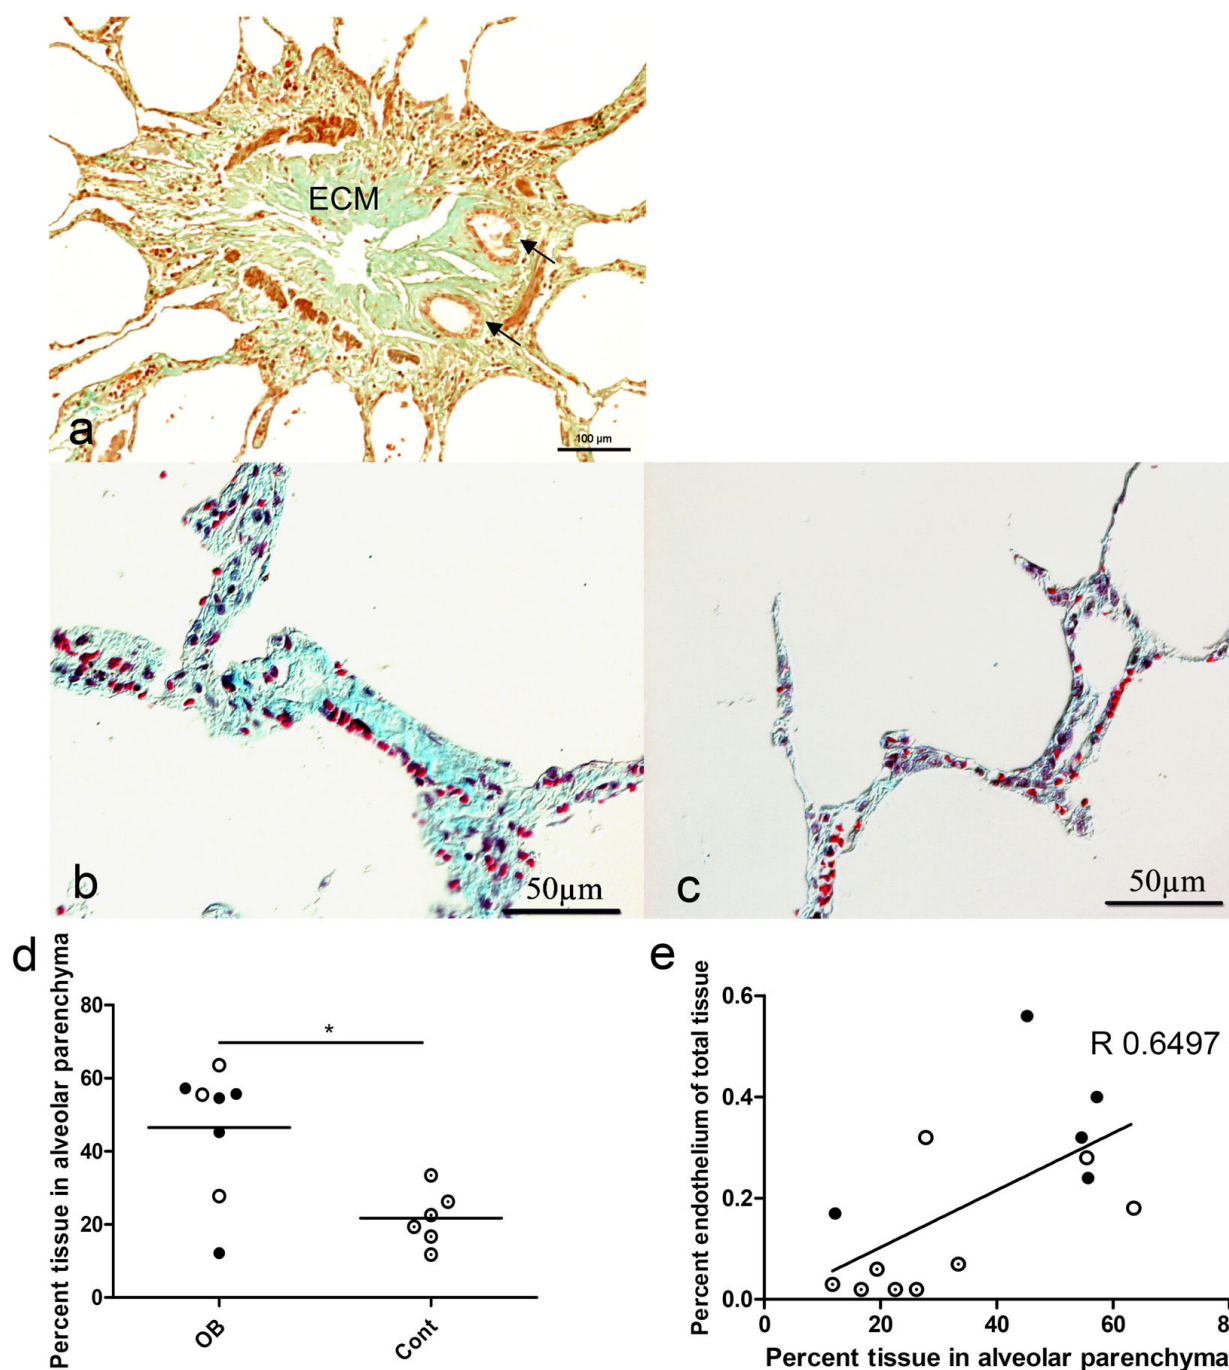 ECM
a
100 µm
b
50µm
c
50µm
d
Percent tissue in alveolar parenchyma
80
60
40
20
0
*
OB
Cont
e
Percent endothelium of total tissue
0.6
0.4
0.2
0.0
R 0.6497
0
20
40
60
8
Percent tissue in alveolar parenchyma